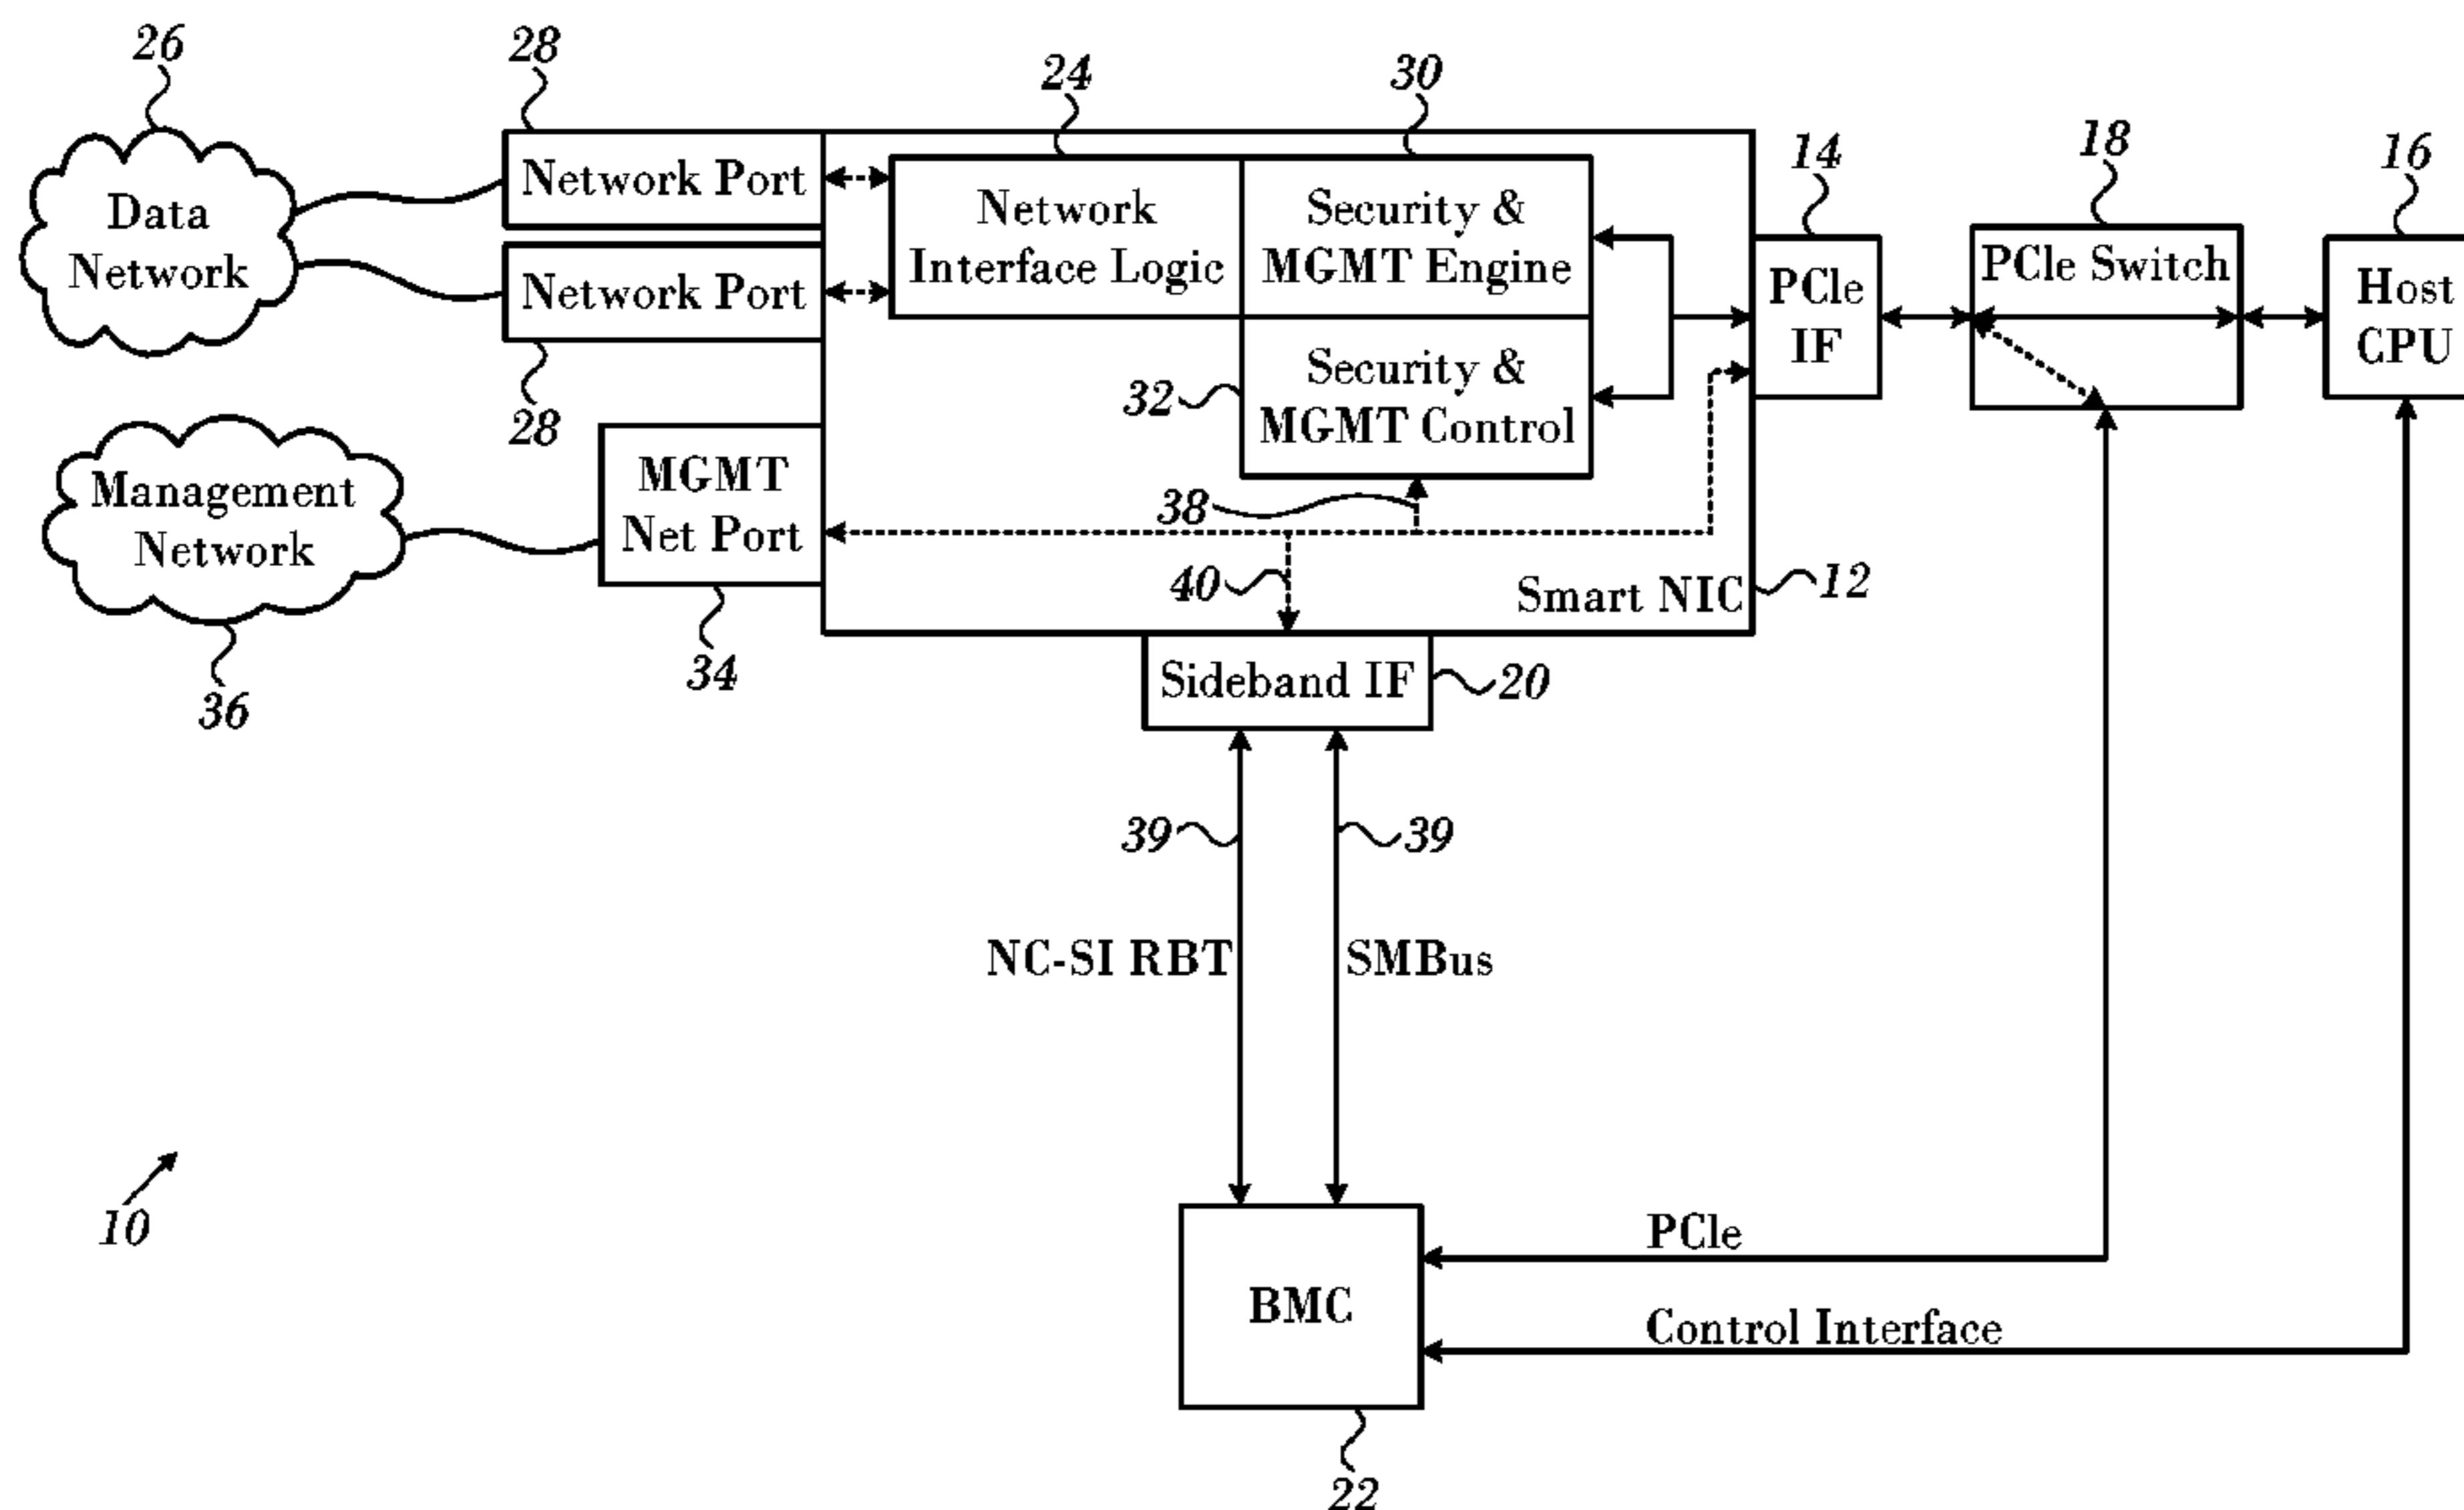 26
28
24
30
14
18
16
Data
Network
Network Port
Network Port
28
Network
Interface Logic
Security &
MGMT Engine
Security &
MGMT Control
32
PCIe
IF
PCIe Switch
Host
CPU
Management
Network
36
MGMT
Net Port
34
38
40
Smart NIC
12
Sideband IF
20
39
39
NC-SI RBT
SMBus
10
BMC
22
PCIe
Control Interface